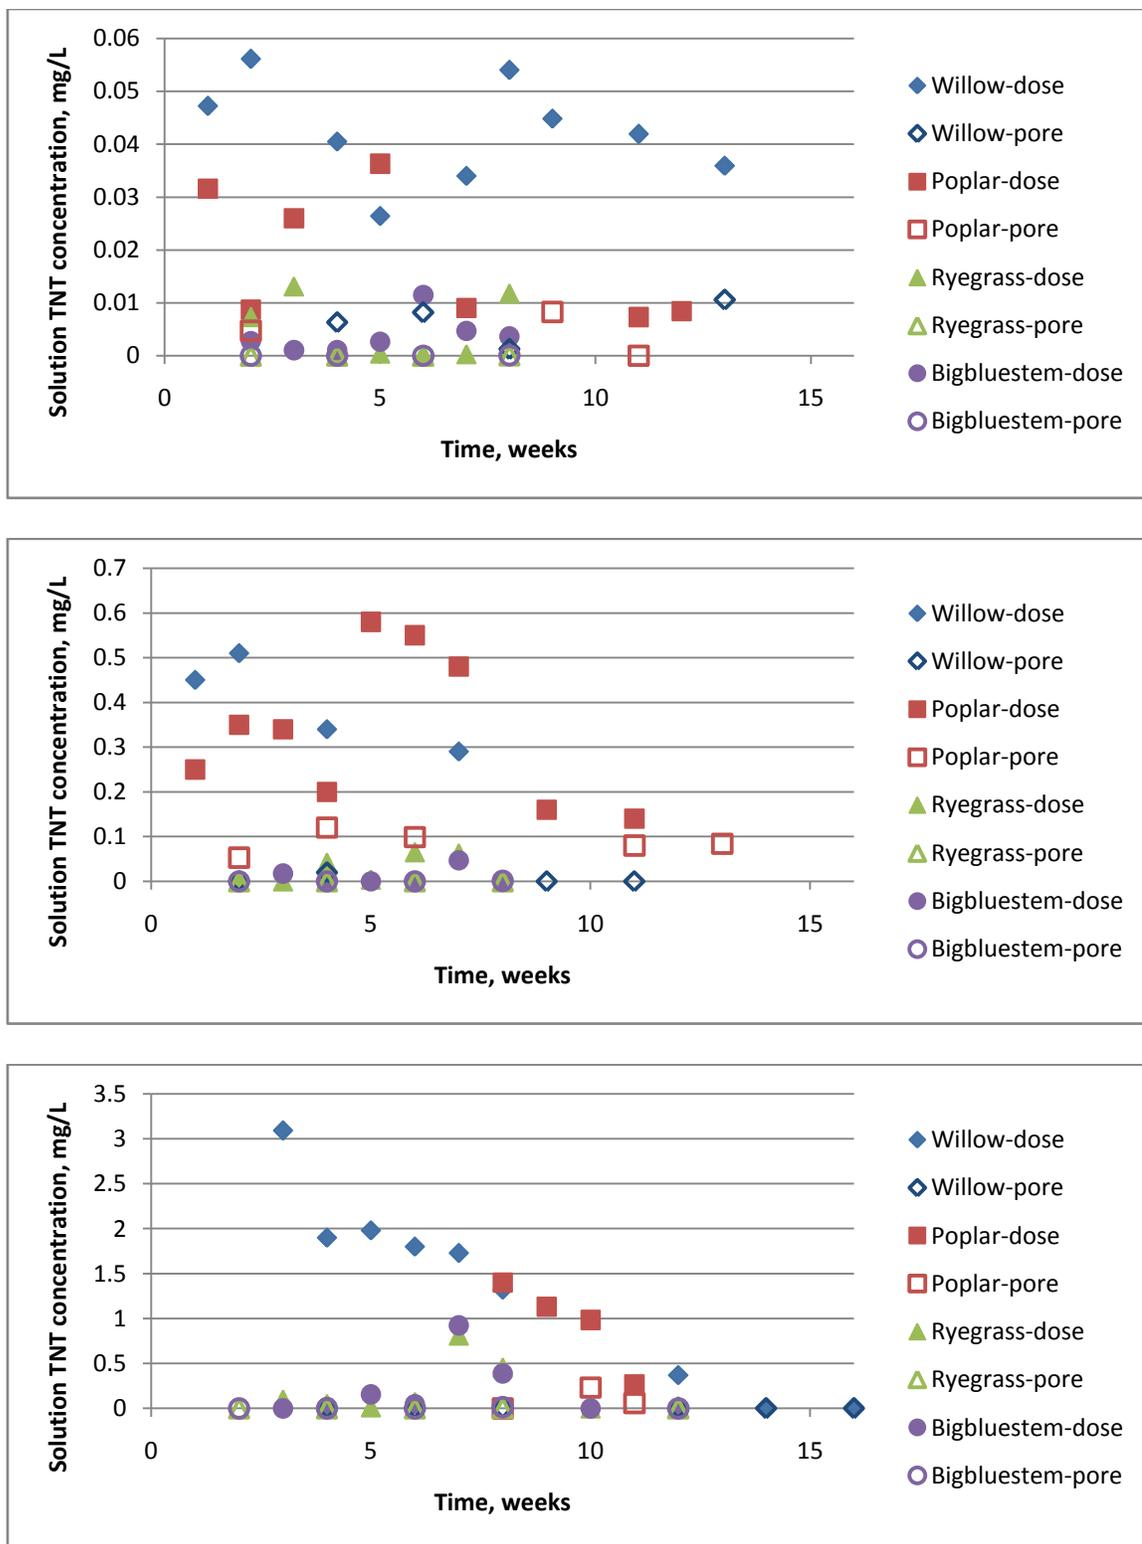 Solution TNT concentration, mg/L
0.06
0.05
0.04
0.03
0.02
0.01
0
0 5 10 15
Time, weeks
Willow-dose
Willow-pore
Poplar-dose
Poplar-pore
Ryegrass-dose
Ryegrass-pore
Bigbluestem-dose
Bigbluestem-pore
Solution TNT concentration, mg/L
0.7
0.6
0.5
0.4
0.3
0.2
0.1
0
0 5 10 15
Time, weeks
Willow-dose
Willow-pore
Poplar-dose
Poplar-pore
Ryegrass-dose
Ryegrass-pore
Bigbluestem-dose
Bigbluestem-pore
Solution TNT concentration, mg/L
3.5
3
2.5
2
1.5
1
0.5
0
0 5 10 15
Time, weeks
Willow-dose
Willow-pore
Poplar-dose
Poplar-pore
Ryegrass-dose
Ryegrass-pore
Bigbluestem-dose
Bigbluestem-pore